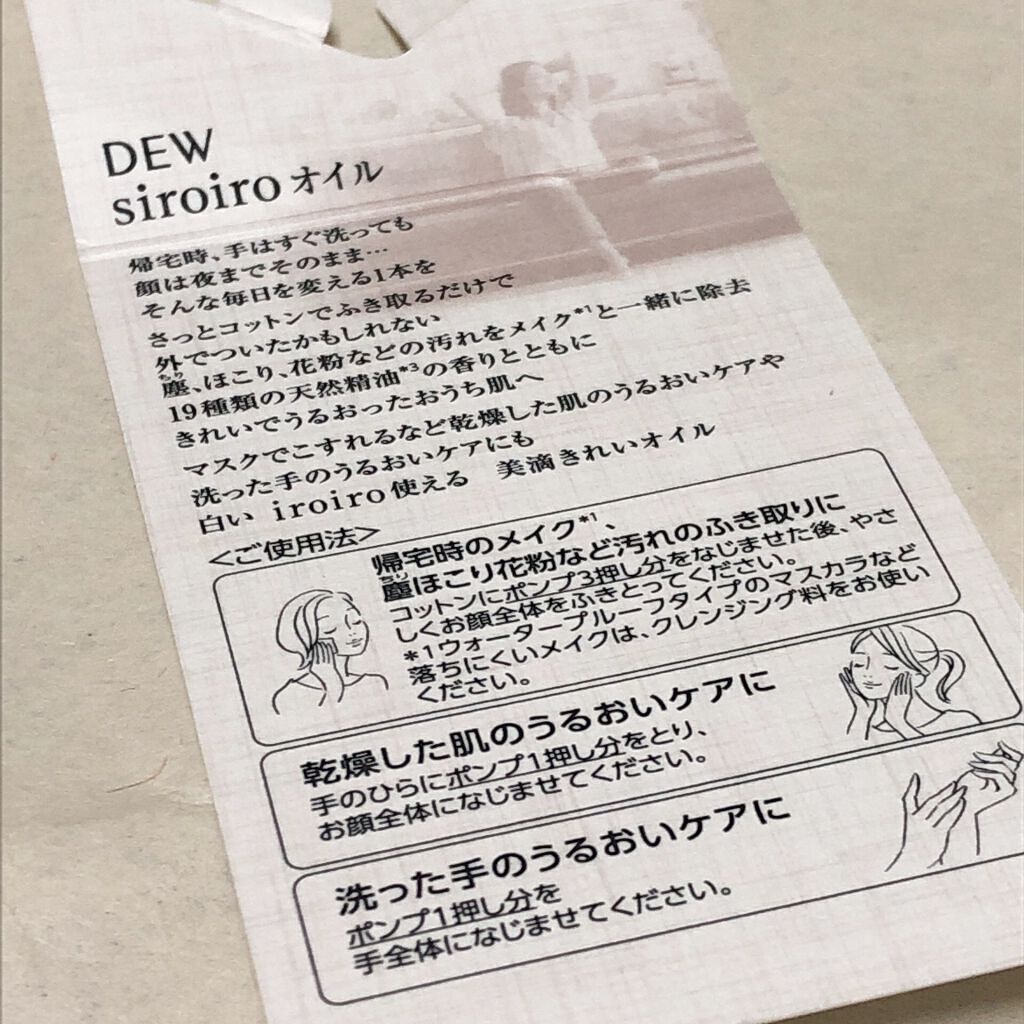 DEW
siroiroオイル
帰宅時、手はすぐ洗っても
顔は夜までそのまま…
そんな毎日を変える1本を
さっとコットンでふき取るだけで
外でついたかもしれない
塵、ほこり、花粉などの汚れをメイク*1と一緒に除去
ちり
19種類の天然精油*3の香りとともに
きれいでうるおったおうち肌へ
マスクでこすれるなど乾燥した肌のうるおいケアや
洗った手のうるおいケアにも
白い iroiro使える 美滴きれいオイル
<ご使用法>
帰宅時のメイク*1、
ちり
塵ほこり花粉など汚れのふき取りに
コットンにポンプ3押し分をなじませた後、やさ
しくお顔全体をふきとってください。
*1ウォータープルーフタイプのマスカラなど
落ちにくいメイクは、クレンジング料をお使い
ください。
乾燥した肌のうるおいケアに
手のひらにポンプ1押し分をとり、
お顔全体になじませてください。
洗った手のうるおいケアに
ポンプ1押し分を
手全体になじませてください。